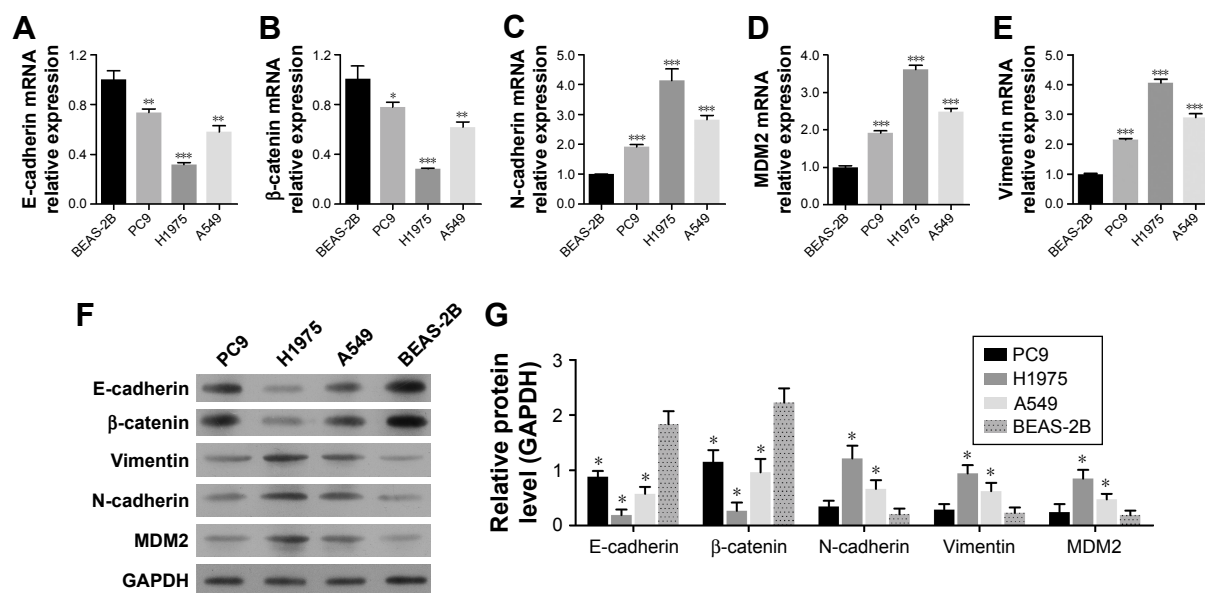 A
E-cadherin mRNA
relative expression
1.2
0.8
0.4
0.0
**
***
**
BEAS-2B
PC9
H1975
A549
B
β-catenin mRNA
relative expression
1.2
0.8
0.4
0.0
*
***
**
BEAS-2B
PC9
H1975
A549
C
N-cadherin mRNA
relative expression
5.0
4.0
3.0
2.0
1.0
0.0
***
***
***
BEAS-2B
PC9
H1975
A549
D
MDM2 mRNA
relative expression
4.0
3.0
2.0
1.0
0.0
***
***
***
BEAS-2B
PC9
H1975
A549
E
Vimentin mRNA
relative expression
5.0
4.0
3.0
2.0
1.0
0.0
***
***
***
BEAS-2B
PC9
H1975
A549
F
PC9
H1975
A549
BEAS-2B
E-cadherin
β-catenin
Vimentin
N-cadherin
MDM2
GAPDH
G
Relative protein
level (GAPDH)
3
2
1
0
* * *
* * *
* *
* *
* *
E-cadherin
β-catenin
N-cadherin
Vimentin
MDM2
PC9
H1975
A549
BEAS-2B